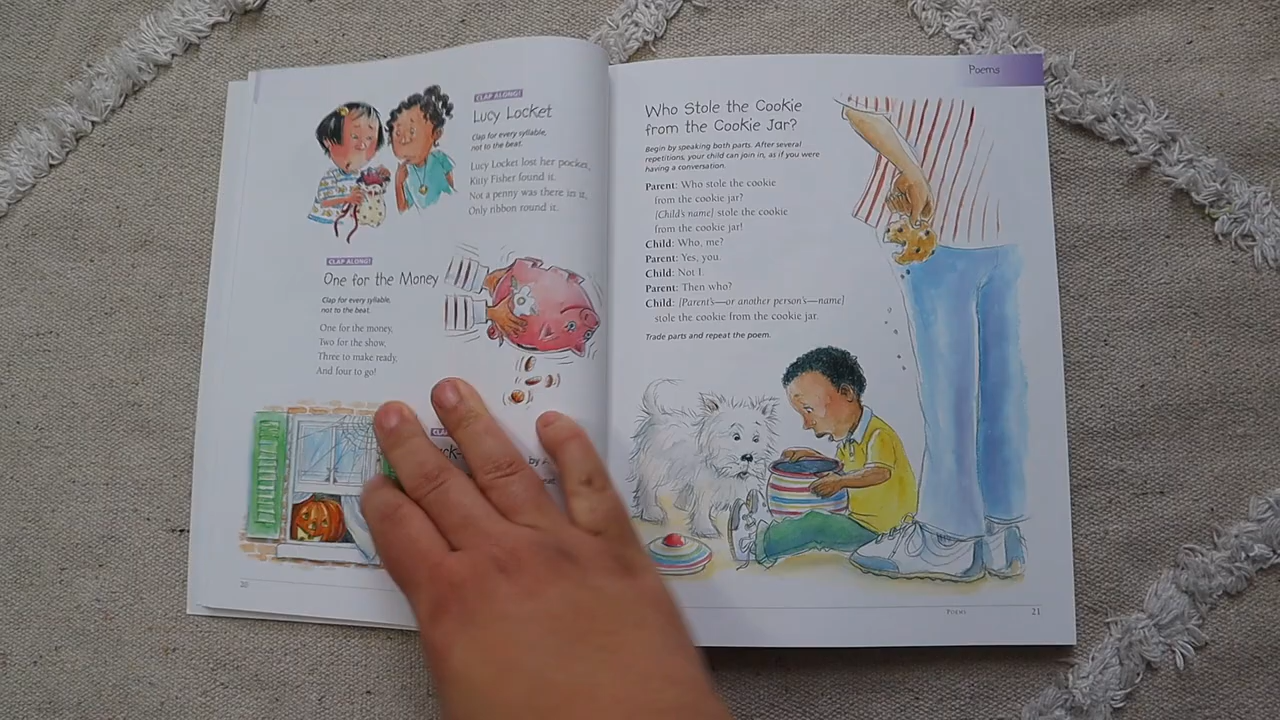 CLAP ALONG!
Lucy Locket
Clap for every syllable,
not to the beat.
Lucy Locket lost her pocket,
Kitty Fisher found it.
Not a penny was there in it,
Only ribbon round it.
CLAP ALONG!
One for the Money
Clap for every syllable,
not to the beat.
One for the money,
Two for the show,
Three to make ready,
And four to go!
by
20
Poems
Who Stole the Cookie
from the Cookie Jar?
Begin by speaking both parts. After several
repetitions, your child can join in, as if you were
having a conversation.
Parent: Who stole the cookie
from the cookie jar?
[Child's name] stole the cookie
from the cookie jar!
Child: Who, me?
Parent: Yes, you.
Child: Not I.
Parent: Then who?
Child: [Parent's—or another person's—name]
stole the cookie from the cookie jar.
Trade parts and repeat the poem.
Poems 21